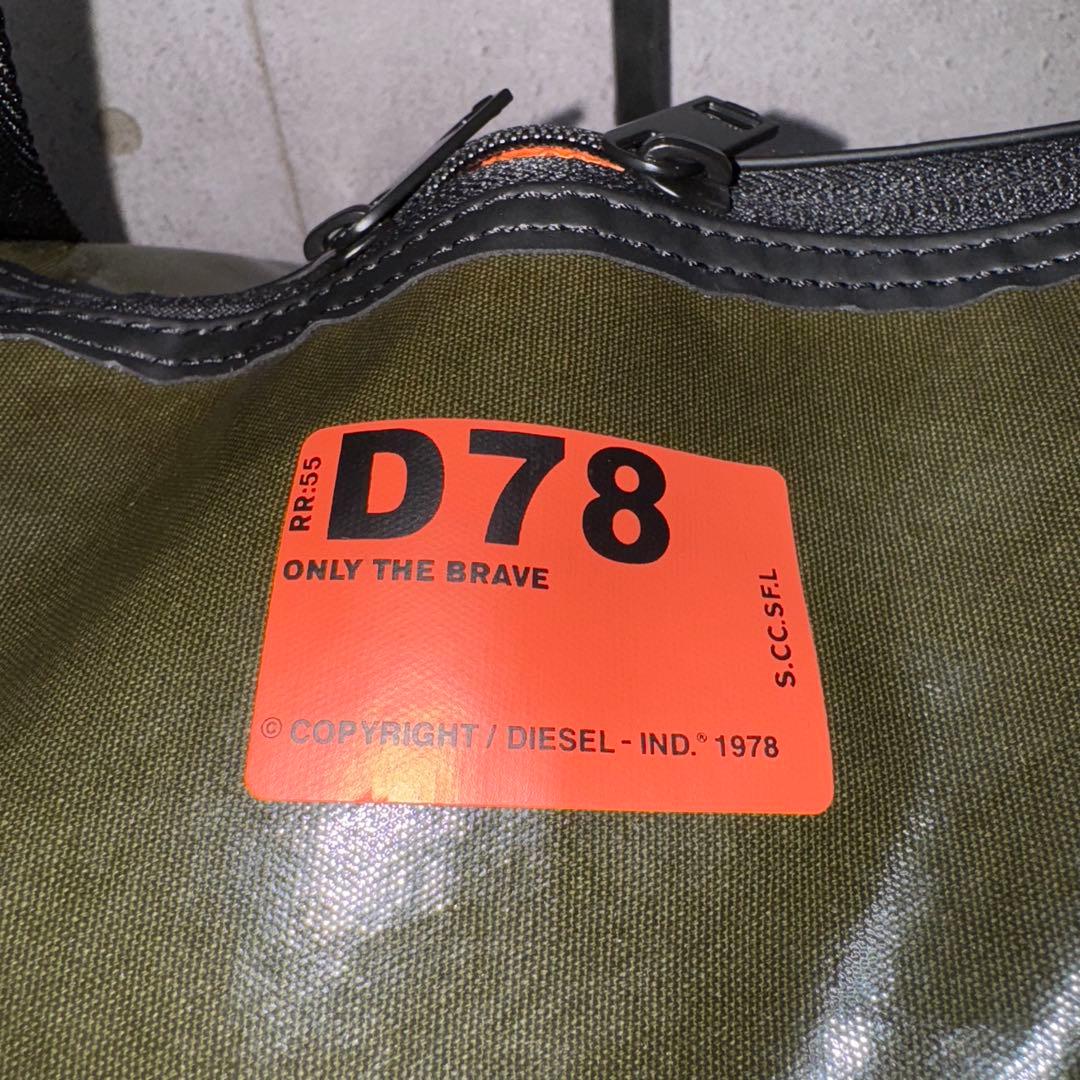 RR:55
D78
ONLY THE BRAVE
S.CC.SF.L
© COPYRIGHT / DIESEL - IND.® 1978